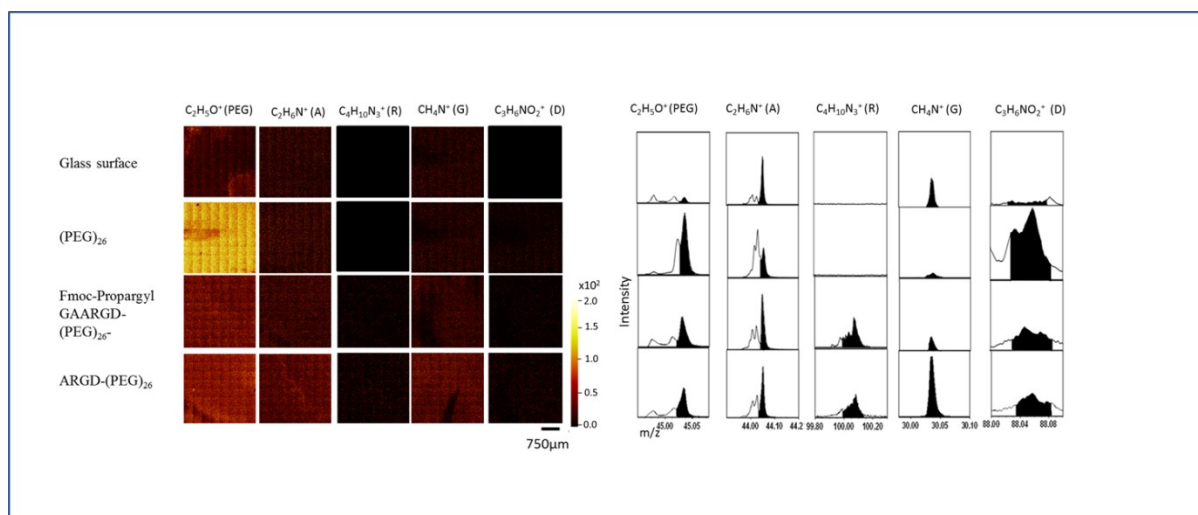 C₂H₅O⁺ (PEG) C₂H₆N⁺ (A) C₄H₁₀N₃⁺ (R) CH₄N⁺ (G) C₃H₆NO₂⁺ (D)
Glass surface
(PEG)₂₆
Fmoc-Propargyl
GAARGD-
(PEG)₂₆-
ARGD-(PEG)₂₆
x10²
2.0
1.5
1.0
0.5
0.0
750µm
C₂H₅O⁺ (PEG) C₂H₆N⁺ (A) C₄H₁₀N₃⁺ (R) CH₄N⁺ (G) C₃H₆NO₂⁺ (D)
Intensity
45.00 45.05 44.00 44.10 44.2 99.80 100.00 100.20 30.00 30.05 30.10 88.00 88.04 88.08
m/z